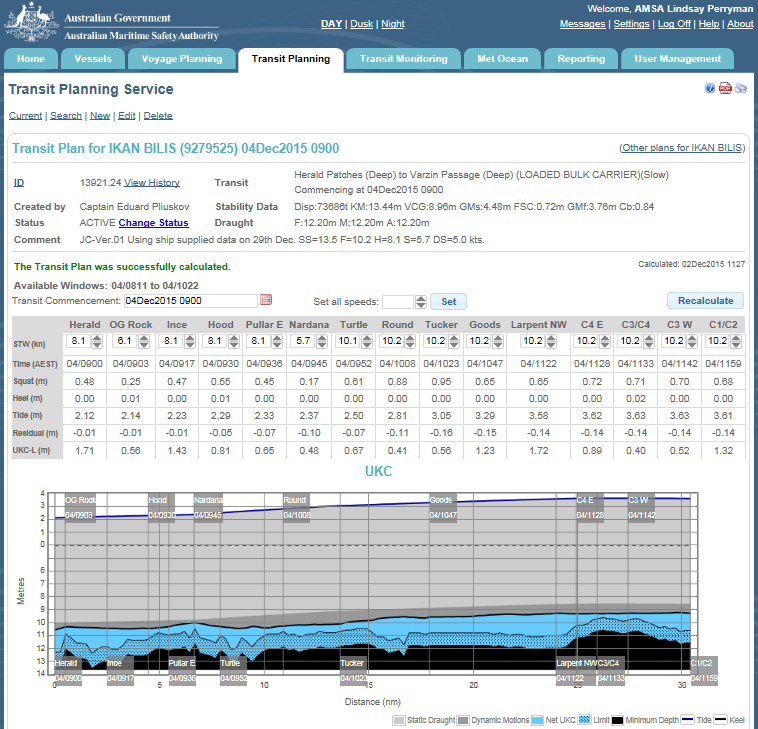 Australian Government
Australian Maritime Safety Authority
DAY | Dusk | Night
Welcome, AMSA Lindsay Perryman
Messages | Settings | Log Off | Help | About
Home Vessels Voyage Planning Transit Planning Transit Monitoring Met Ocean Reporting User Management
Transit Planning Service
PDF
Current | Search | New | Edit | Delete
Transit Plan for IKAN BILIS (9279525) 04Dec2015 0900 (Other plans for IKAN BILIS)
ID 13921.24 View History Transit Herald Patches (Deep) to Varzin Passage (Deep) (LOADED BULK CARRIER)(Slow)
Commencing at 04Dec2015 0900
Created by Captain Eduard Pliuskov Stability Data Disp:73686t KM:13.44m VCG:8.96m GMs:4.48m FSC:0.72m GMf:3.76m Cb:0.84
Status ACTIVE Change Status Draught F:12.20m M:12.20m A:12.20m
Comment JC-Ver.01 Using ship supplied data on 29th Dec. SS=13.5 F=10.2 H=8.1 S=5.7 DS=5.0 kts.
The Transit Plan was successfully calculated. Calculated: 02Dec2015 1127
Available Windows: 04/0811 to 04/1022
Transit Commencement: 04Dec2015 0900 Set all speeds: Set Recalculate
Herald OG Rock Ince Hood Pullar E Nardana Turtle Round Tucker Goods Larpent NW C4 E C3/C4 C3 W C1/C2
STW (kn) 8.1 6.1 8.1 8.1 8.1 5.7 10.1 10.2 10.2 10.2 10.2 10.2 10.2 10.2 10.2
Time (AEST) 04/0900 04/0903 04/0917 04/0930 04/0936 04/0945 04/0952 04/1008 04/1023 04/1047 04/1122 04/1128 04/1133 04/1142 04/1159
Squat (m) 0.48 0.25 0.47 0.55 0.45 0.17 0.61 0.88 0.95 0.65 0.65 0.72 0.71 0.70 0.68
Heel (m) 0.00 0.01 0.00 0.01 0.00 0.00 0.00 0.00 0.00 0.00 0.00 0.00 0.02 0.00 0.00
Tide (m) 2.12 2.14 2.23 2.29 2.33 2.37 2.50 2.81 3.05 3.29 3.58 3.62 3.63 3.63 3.61
Residual (m) -0.01 -0.01 -0.01 -0.05 -0.07 -0.10 -0.07 -0.11 -0.16 -0.15 -0.14 -0.14 -0.14 -0.14 -0.14
UKC-L (m) 1.71 0.56 1.43 0.81 0.65 0.48 0.67 0.41 0.56 1.23 1.72 0.89 0.40 0.52 1.32
UKC
4
3
2
1
0
6
7
8
9
10
11
12
13
14
Metres
OG Rock Hood Nardana Round Goods C4 E C3 W
04/0903 04/0930 04/0945 04/1008 04/1047 04/1128 04/1142
Herald Ince Pullar E Turtle Tucker Larpent NW C3/C4 C1/C2
04/0900 04/0917 04/0936 04/0952 04/1023 04/1122 04/1133 04/1159
0 5 10 15 20 25 30
Distance (nm)
Static Draught Dynamic Motions Net UKC Limit Minimum Depth Tide Keel